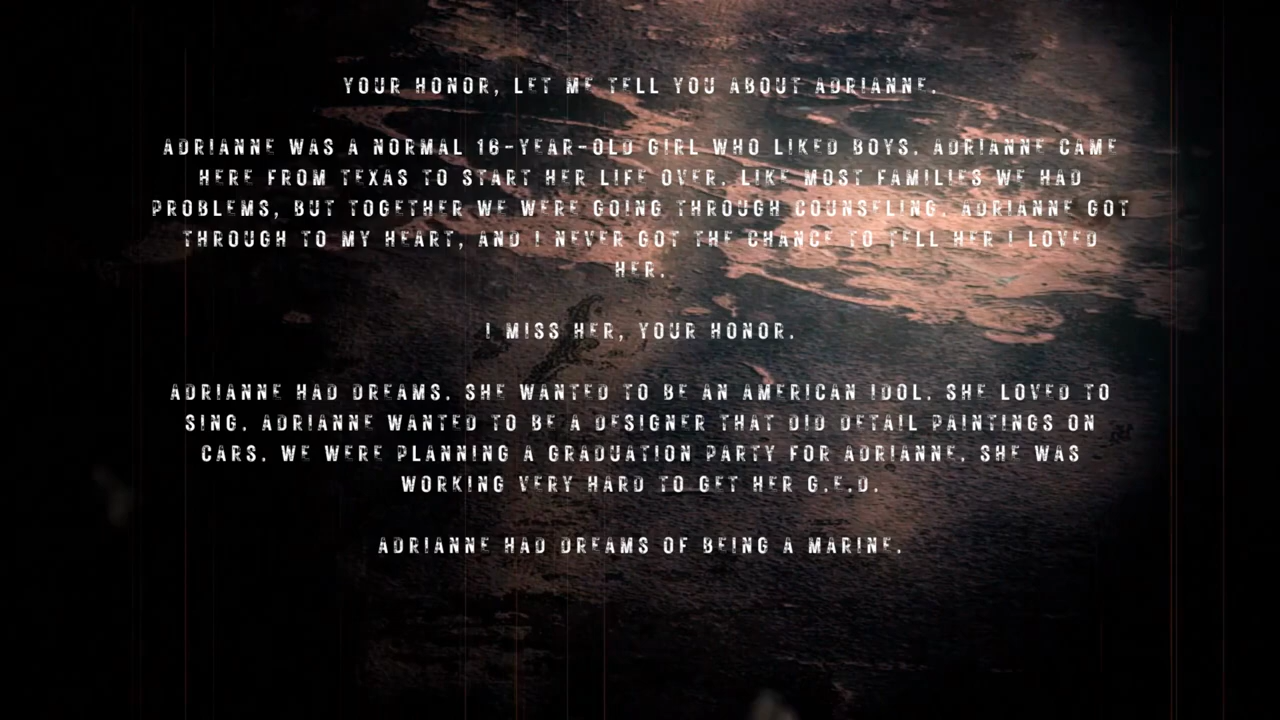 YOUR HONOR, LET ME TELL YOU ABOUT ADRIANNE.
ADRIANNE WAS A NORMAL 16-YEAR-OLD GIRL WHO LIKED BOYS. ADRIANNE CAME
HERE FROM TEXAS TO START HER LIFE OVER. LIKE MOST FAMILIES WE HAD
PROBLEMS, BUT TOGETHER WE WERE GOING THROUGH COUNSELING. ADRIANNE GOT
THROUGH TO MY HEART, AND I NEVER GOT THE CHANCE TO TELL HER I LOVED
HER.
I MISS HER, YOUR HONOR.
ADRIANNE HAD DREAMS. SHE WANTED TO BE AN AMERICAN IDOL. SHE LOVED TO
SING. ADRIANNE WANTED TO BE A DESIGNER THAT DID DETAIL PAINTINGS ON
CARS. WE WERE PLANNING A GRADUATION PARTY FOR ADRIANNE. SHE WAS
WORKING VERY HARD TO GET HER G.E.D.
ADRIANNE HAD DREAMS OF BEING A MARINE.